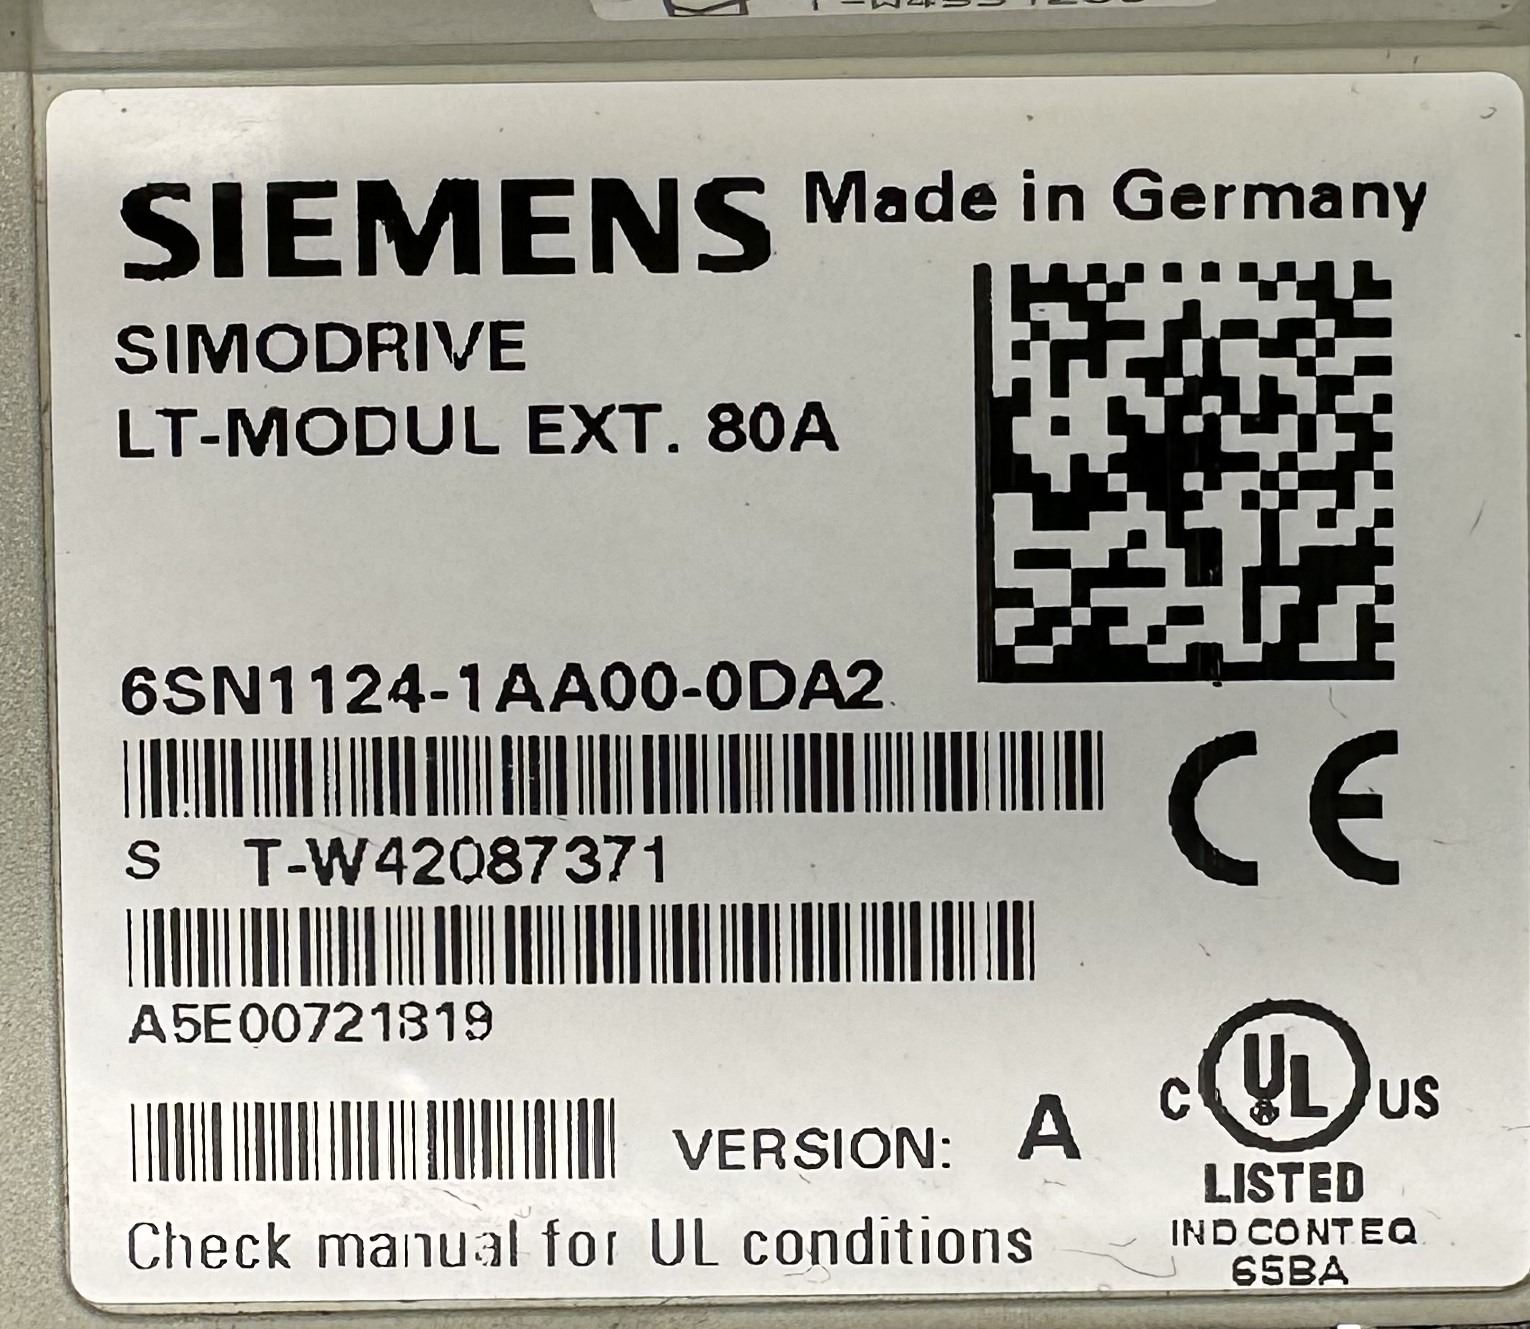 SIEMENS Made in Germany
SIMODRIVE
LT-MODUL EXT. 80A
6SN1124-1AA00-0DA2
S T-W42087371
A5E00721819
VERSION: A
Check manual for UL conditions
C UL US
LISTED
IND CONT EQ
65BA